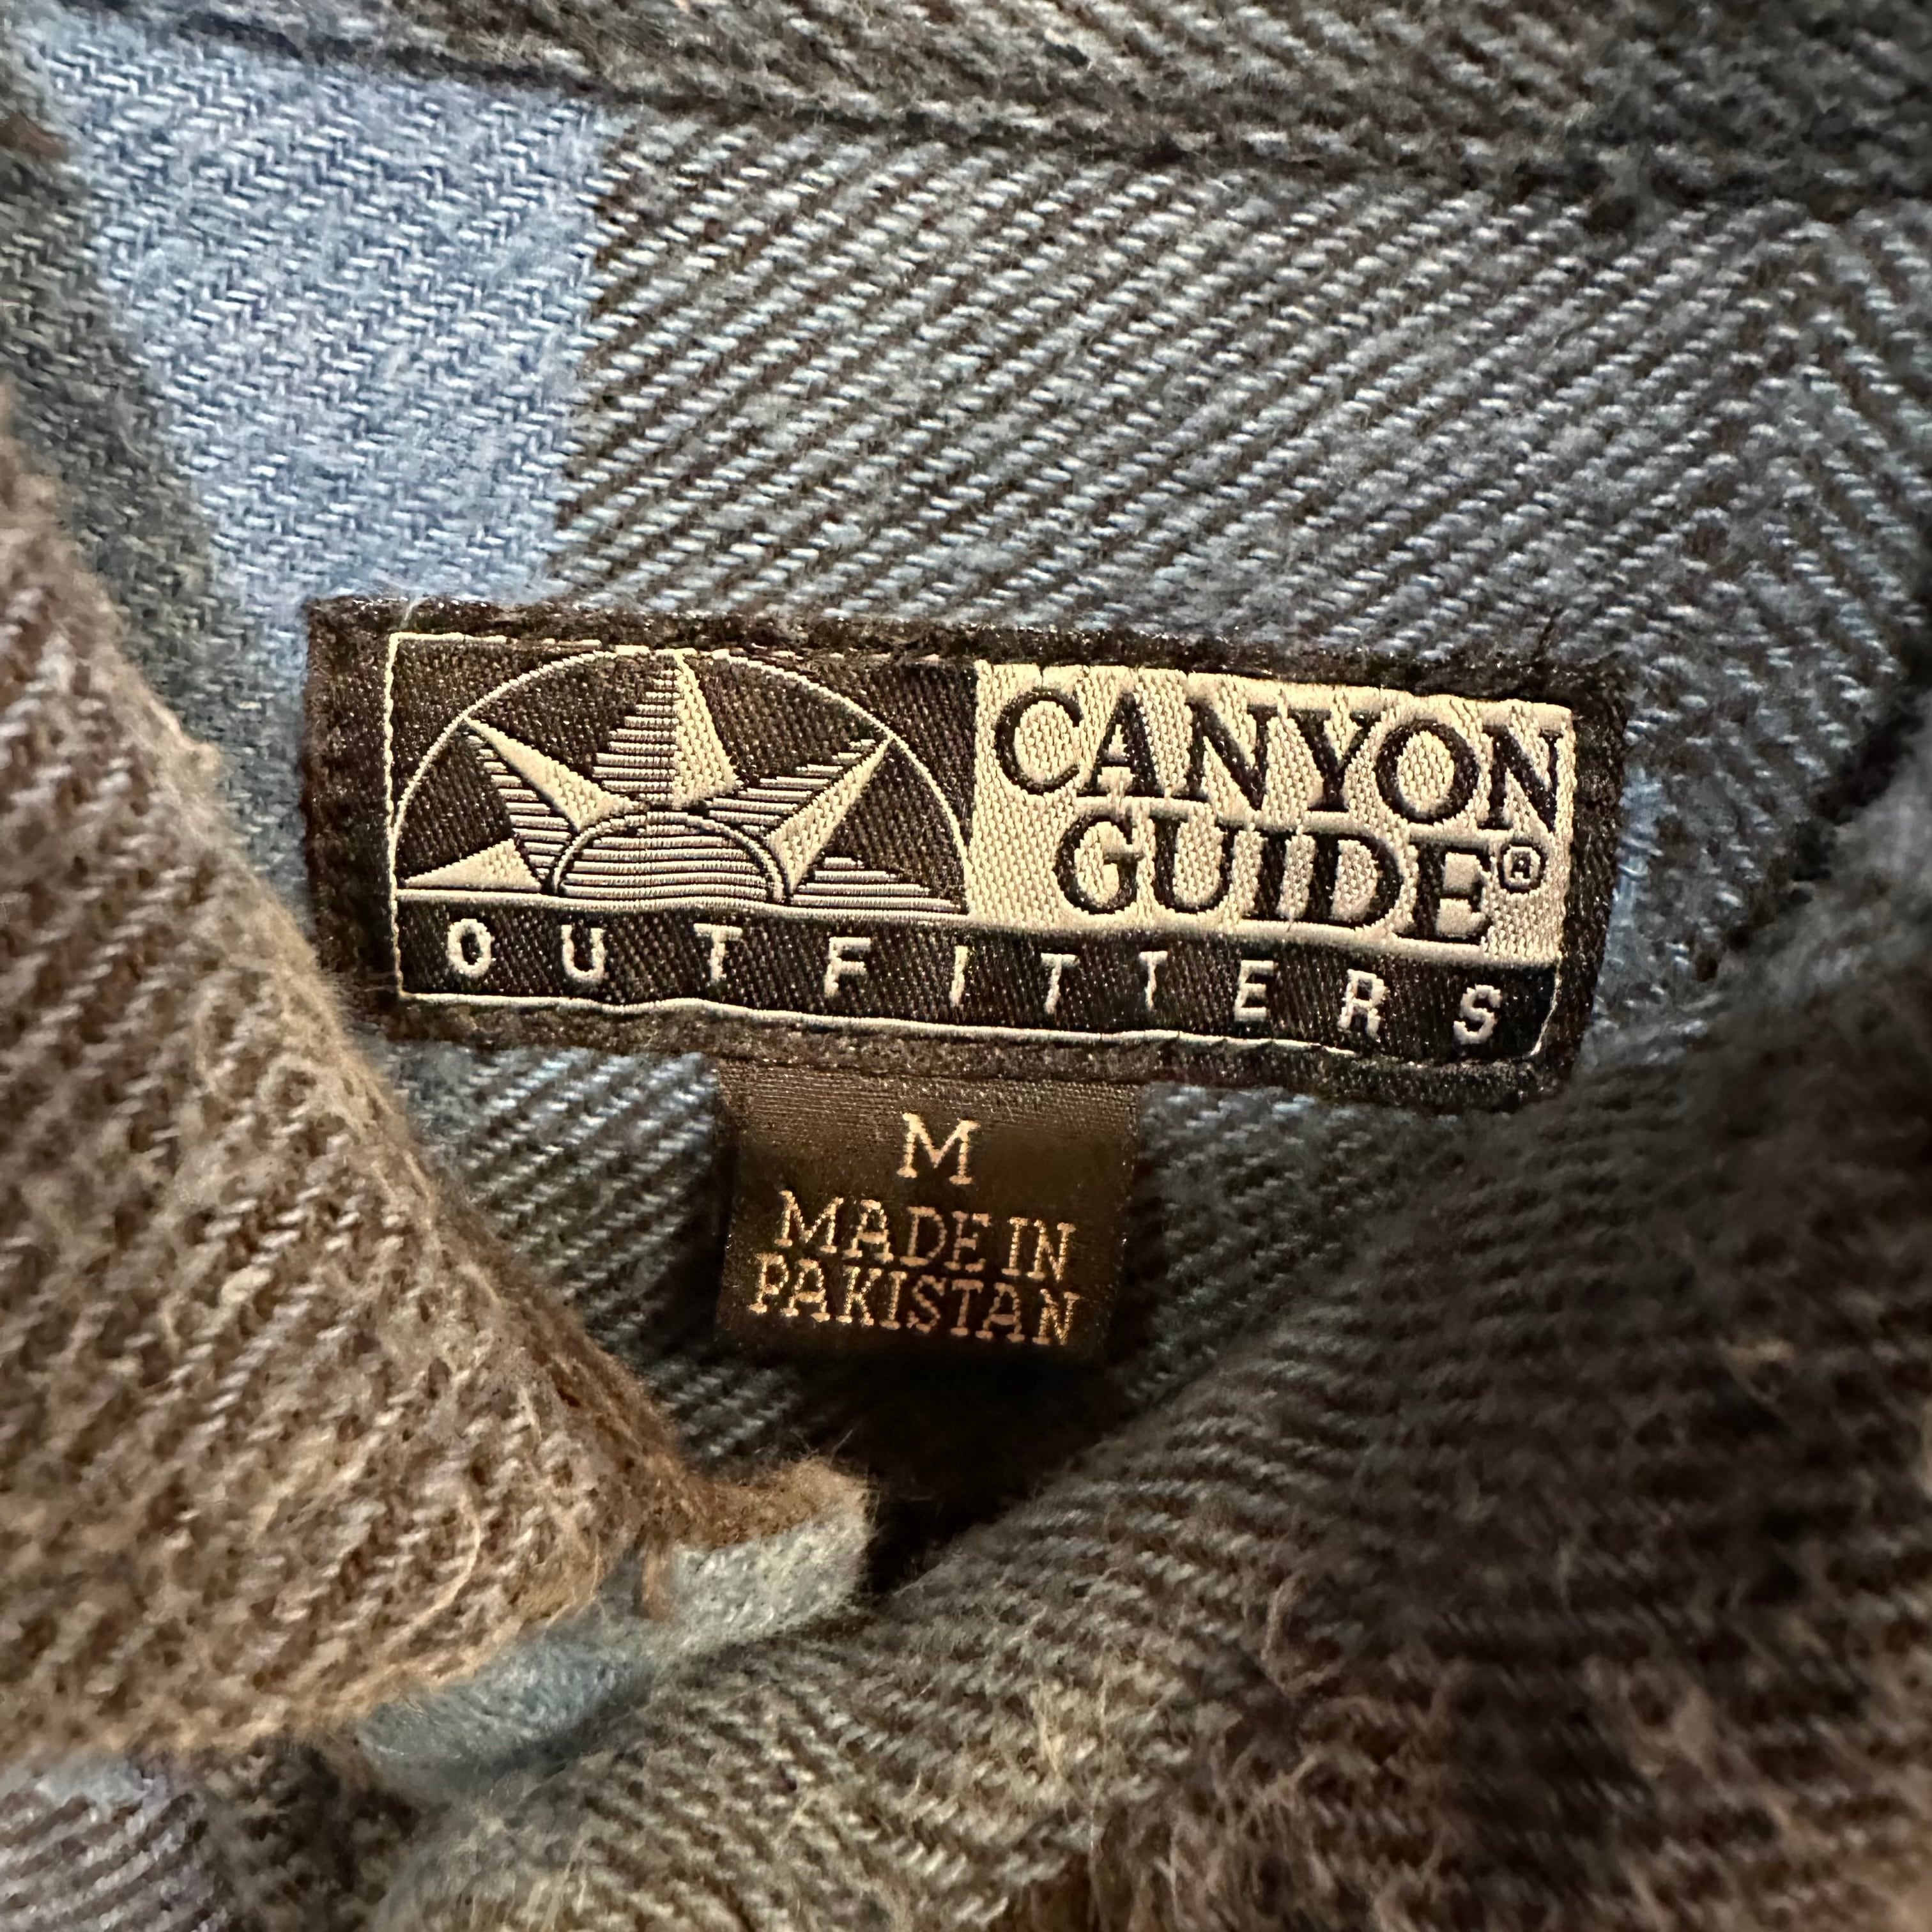 CANYON
GUIDE®
OUTFITTERS
M
MADE IN
PAKISTAN